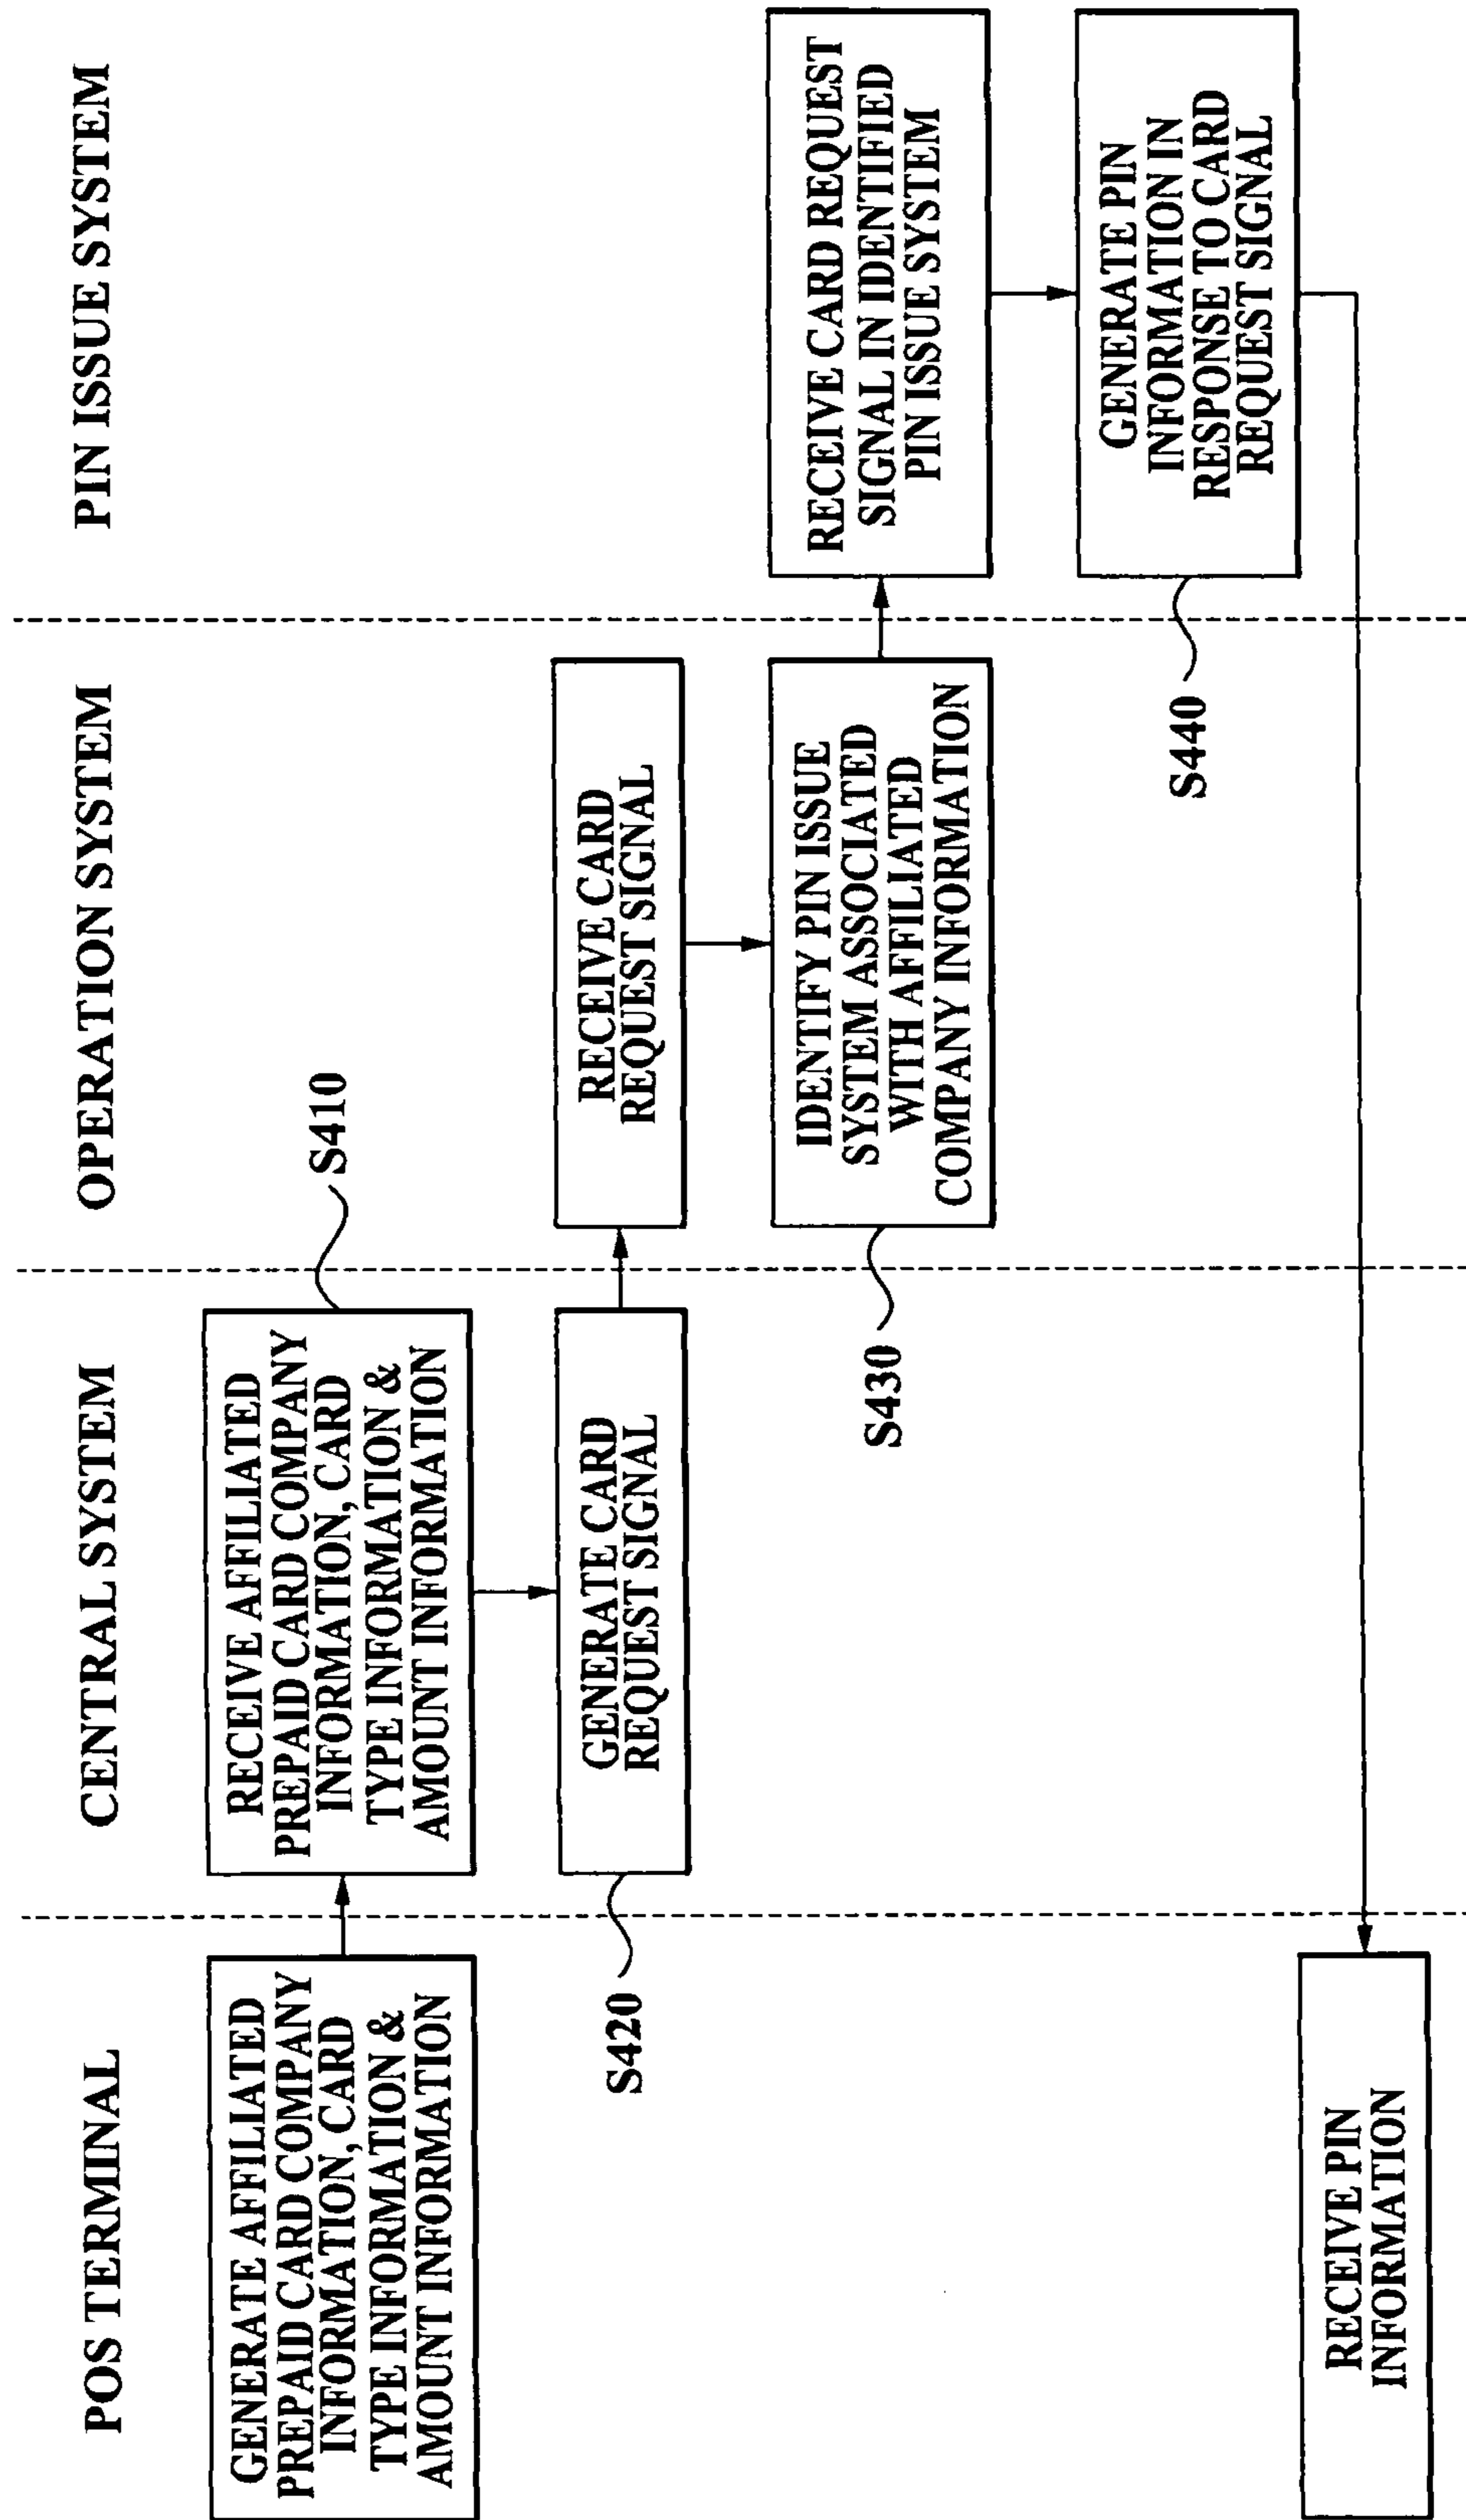 POS TERMINAL
CENTRAL SYSTEM
OPERATION SYSTEM
PIN ISSUE SYSTEM
GENERATE AFFILIATED
PREPAID CARD COMPANY
INFORMATION, CARD
TYPE INFORMATION &
AMOUNT INFORMATION
RECEIVE AFFILIATED
PREPAID CARD COMPANY
INFORMATION, CARD
TYPE INFORMATION &
AMOUNT INFORMATION
S410
S420
GENERATE CARD
REQUEST SIGNAL
RECEIVE CARD
REQUEST SIGNAL
S430
IDENTIFY PIN ISSUE
SYSTEM ASSOCIATED
WITH AFFILIATED
COMPANY INFORMATION
RECEIVE CARD REQUEST
SIGNAL IN IDENTIFIED
PIN ISSUE SYSTEM
S440
GENERATE PIN
INFORMATION IN
RESPONSE TO CARD
REQUEST SIGNAL
RECEIVE PIN
INFORMATION